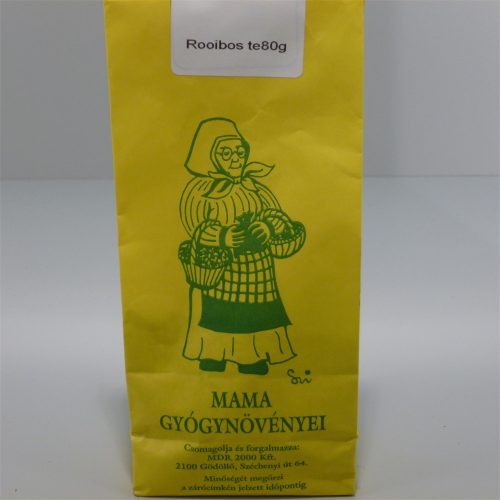 Rooibos te80g
Szi
MAMA
GYÓGYNÖVÉNYEI
Csomagolja és forgalmazza:
MDR 2000 Kft.
2100 Gödöllő, Széchenyi út 64.
Minőségét megőrzi
a zárócímkén jelzett időpontig